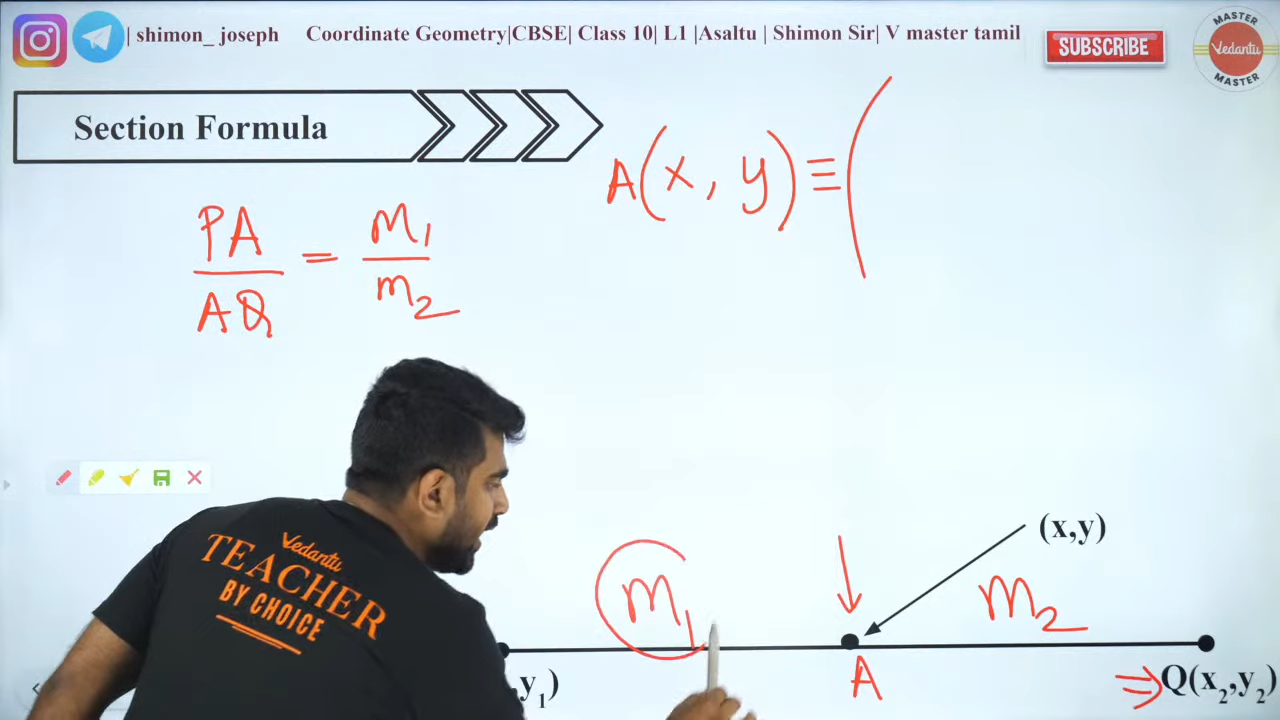 | shimon_ joseph Coordinate Geometry|CBSE| Class 10| L1 |Asaltu | Shimon Sir| V master tamil
SUBSCRIBE
MASTER
Vedantu
MASTER
Section Formula
A(x, y) ≡ (
PA/AQ = m1/m2
Vedantu
TEACHER
BY CHOICE
(x,y)
m1
m2
A
,y1)
⇒ Q(x2,y2)